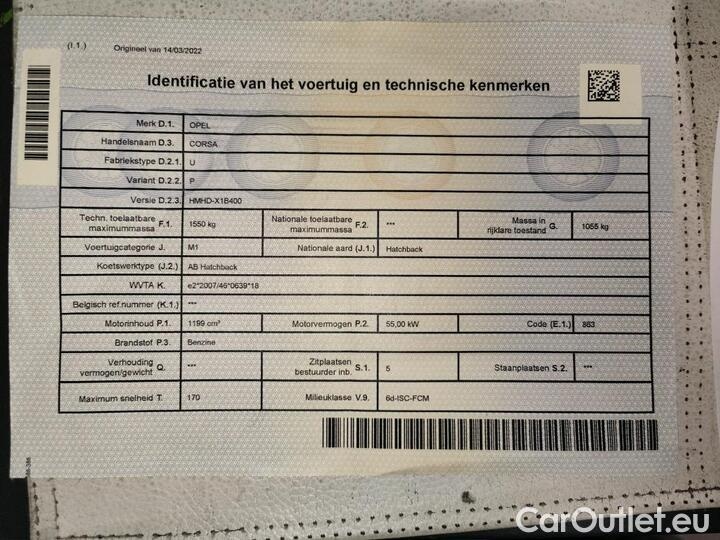 (I.1.) Origineel van 14/03/2022
Identificatie van het voertuig en technische kenmerken
Merk D.1. OPEL
Handelsnaam D.3. CORSA
Fabriekstype D.2.1. U
Variant D.2.2. P
Versie D.2.3. HMHD-X1B400
Techn. toelaatbare maximummassa F.1. 1550 kg Nationale toelaatbare maximummassa F.2. *** Massa in rijklare toestand G. 1055 kg
Voertuigcategorie J. M1 Nationale aard (J.1.) Hatchback
Koetswerktype (J.2.) AB Hatchback
WVTA K. e2*2007/46*0639*18
Belgisch ref.nummer (K.1.) ***
Motorinhoud P.1. 1199 cm³ Motorvermogen P.2. 55,00 kW Code (E.1.) 863
Brandstof P.3. Benzine
Verhouding vermogen/gewicht Q. *** Zitplaatsen bestuurder inb. S.1. 5 Staanplaatsen S.2. ***
Maximum snelheid T. 170 Milieuklasse V.9. 6d-ISC-FCM
CarOutlet.eu